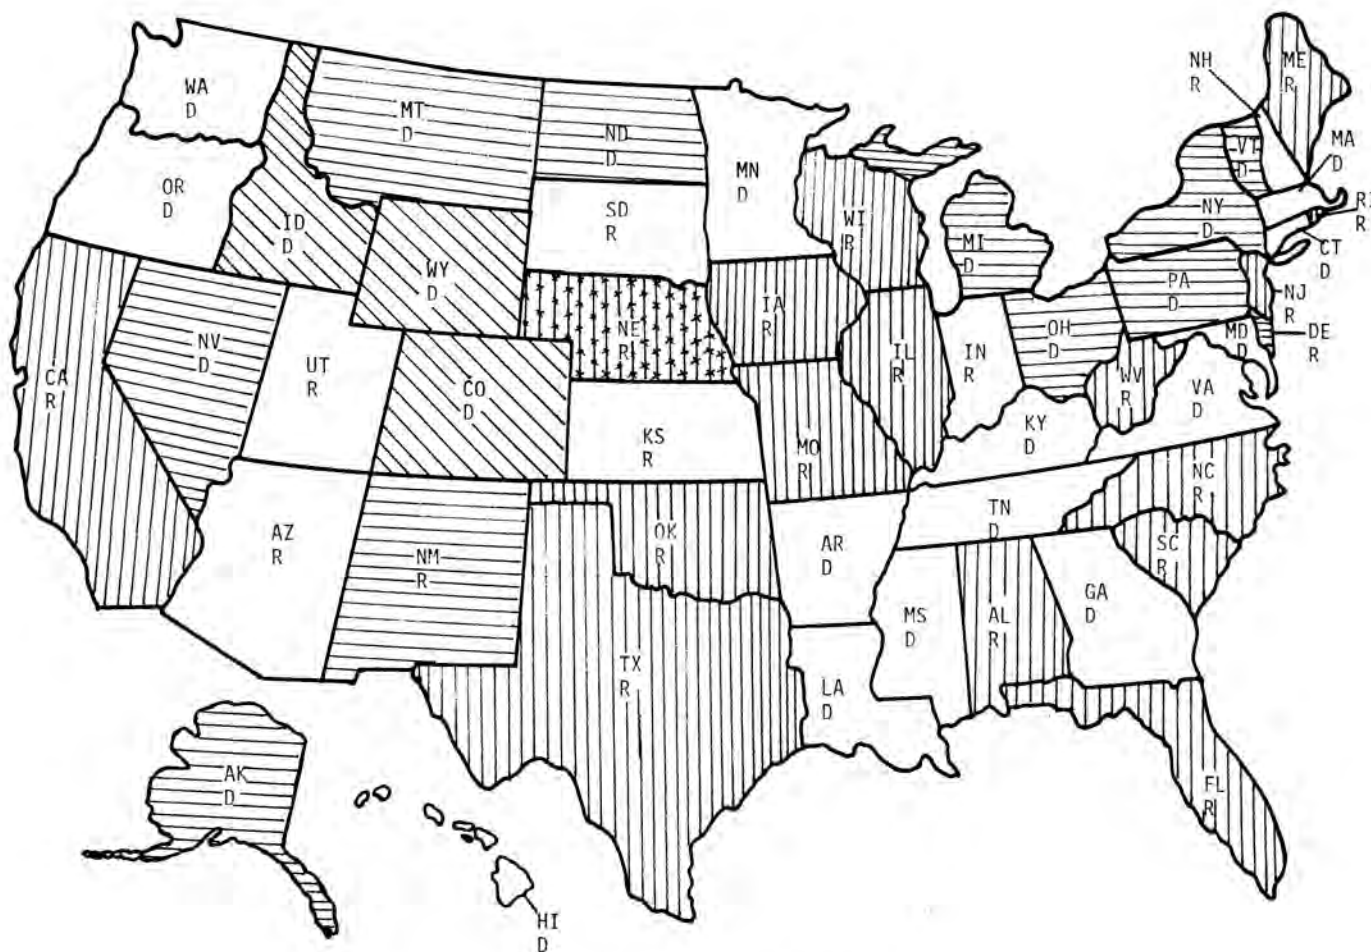 WA
D
OR
D
CA
R
NV
D
ID
D
MT
D
WY
D
UT
R
CO
D
AZ
R
NM
R
ND
D
SD
R
NE
R
KS
R
OK
R
TX
R
MN
D
IA
R
MO
R
AR
D
LA
D
WI
R
IL
R
MI
D
IN
R
OH
D
KY
D
TN
D
MS
D
AL
R
GA
D
FL
R
SC
R
NC
R
VA
D
WV
R
MD
D
DE
R
PA
D
NJ
R
NY
D
CT
D
RI
R
MA
D
VT
D
NH
R
ME
R
AK
D
HI
D